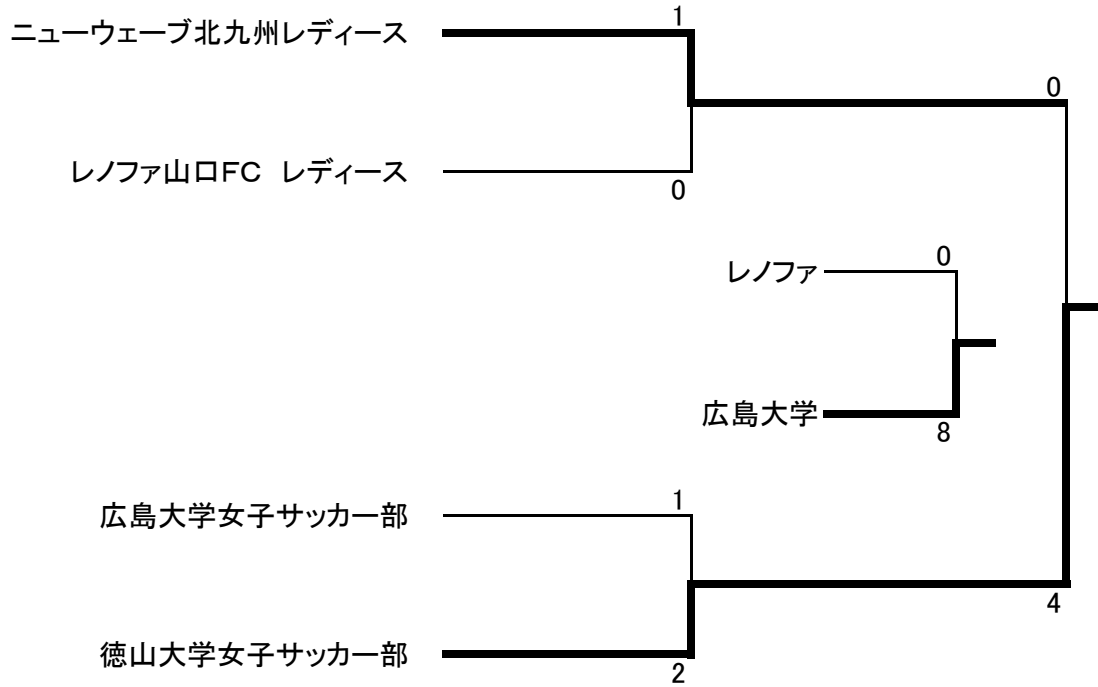 1
ニューウェーブ北九州レディース
0
レノファ山口FC　レディース
0
0
レノファ
広島大学
8
1
広島大学女子サッカー部
4
徳山大学女子サッカー部
2